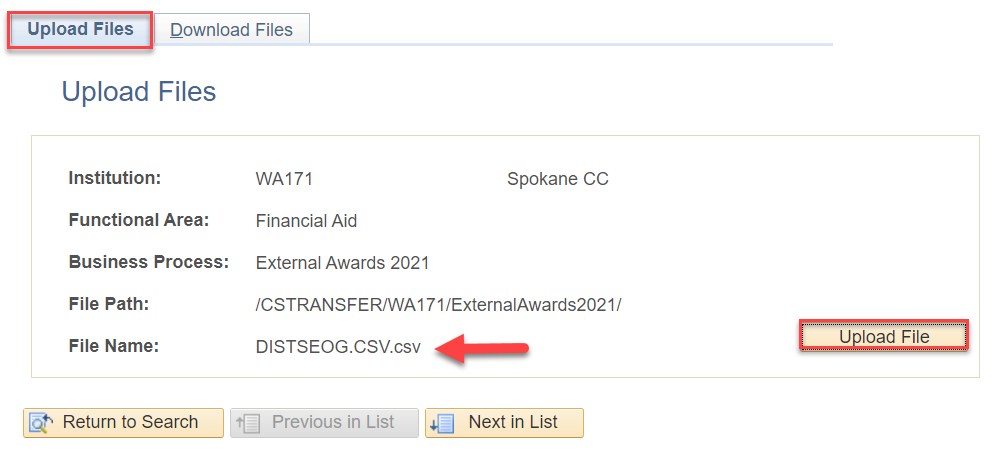 Upload Files Download Files
Upload Files
Institution: WA171 Spokane CC
Functional Area: Financial Aid
Business Process: External Awards 2021
File Path: /CSTRANSFER/WA171/ExternalAwards2021/
File Name: DISTSEOG.CSV.csv Upload File
Return to Search Previous in List Next in List